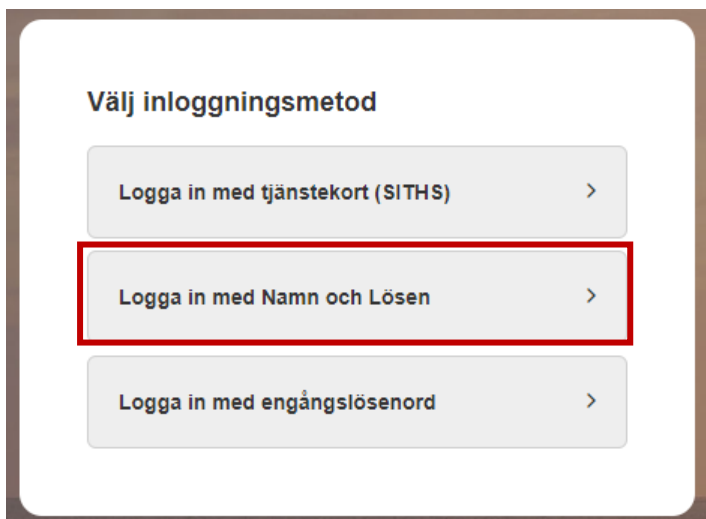 Välj inloggningsmetod
Logga in med tjänstekort (SITHS)
Logga in med Namn och Lösen
Logga in med engångslösenord